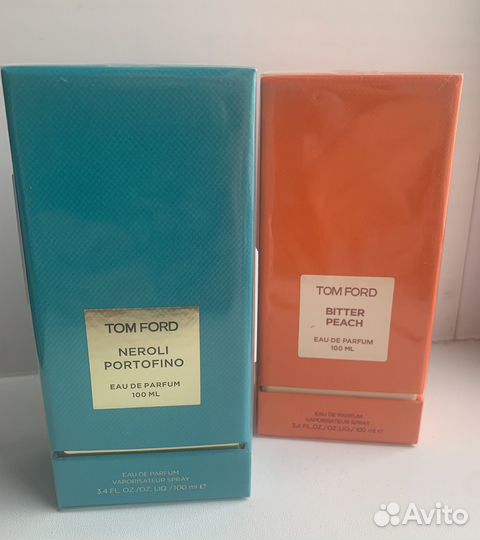 TOM FORD
NEROLI
PORTOFINO
EAU DE PARFUM
100 ML
EAU DE PARFUM
VAPORISATEUR SPRAY
3.4 FL.OZ./OZ.LIQ./100 ml ℮
TOM FORD
BITTER
PEACH
EAU DE PARFUM
100 ML
EAU DE PARFUM
VAPORISATEUR SPRAY
3.4 FL.OZ./OZ.LIQ./100 ml ℮
Avito